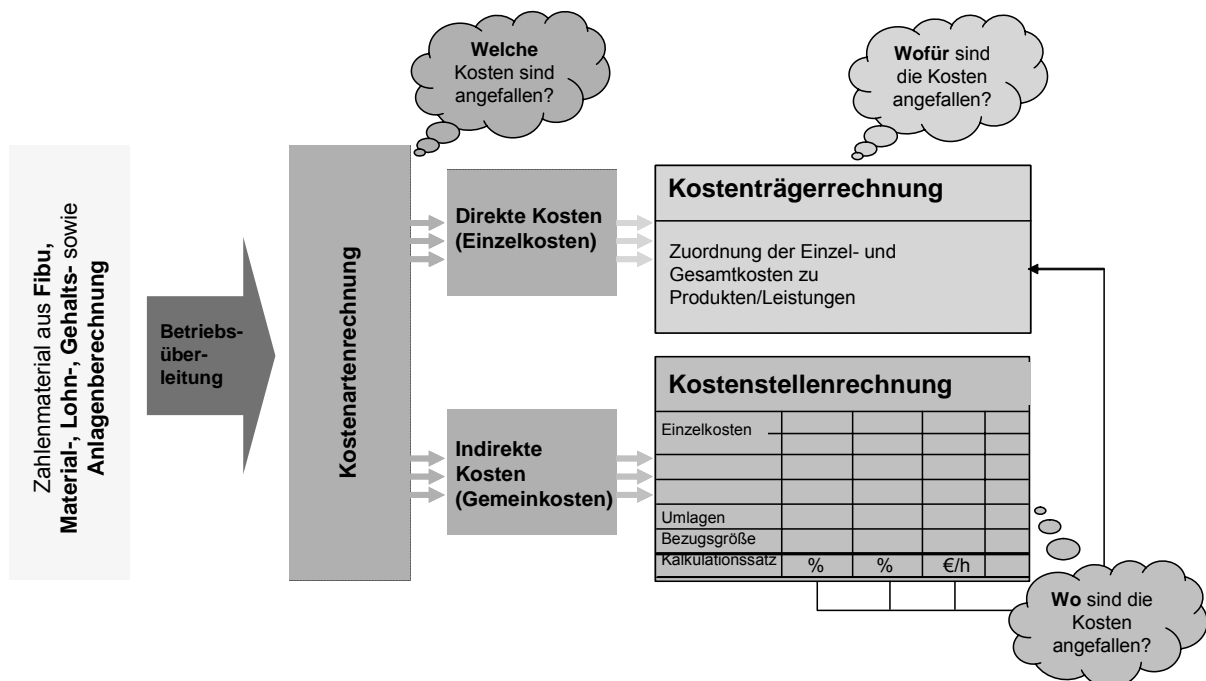 Welche
Kosten sind
angefallen?
Wofür sind
die Kosten
angefallen?
Zahlenmaterial aus Fibu,
Material-, Lohn-, Gehalts- sowie
Anlagenberechnung
Betriebs-
über-
leitung
Kostenartenrechnung
Direkte Kosten
(Einzelkosten)
Kostenträgerrechnung
Zuordnung der Einzel- und
Gesamtkosten zu
Produkten/Leistungen
Indirekte
Kosten
(Gemeinkosten)
Kostenstellenrechnung
Einzelkosten
Umlagen
Bezugsgröße
Kalkulationssatz % % €/h
Wo sind die
Kosten
angefallen?